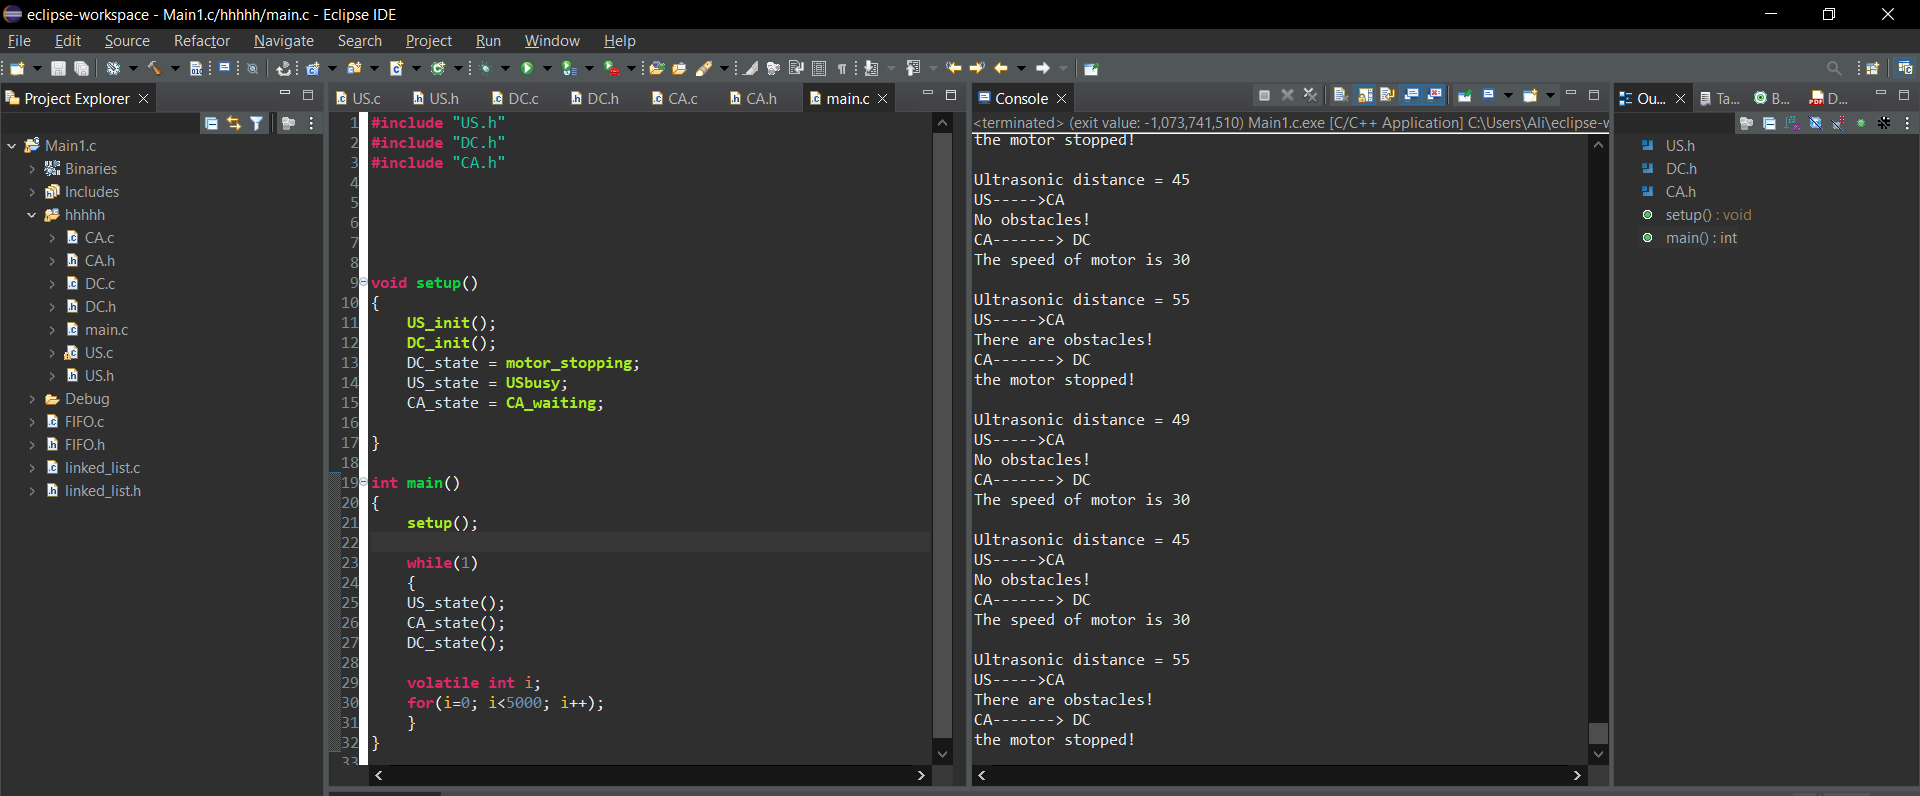 eclipse-workspace - Main1.c/hhhhh/main.c - Eclipse IDE
File Edit Source Refactor Navigate Search Project Run Window Help
Project Explorer
Main1.c
Binaries
Includes
hhhhh
CA.c
CA.h
DC.c
DC.h
main.c
US.c
US.h
Debug
FIFO.c
FIFO.h
linked_list.c
linked_list.h
US.c US.h DC.c DC.h CA.c CA.h main.c
1 #include "US.h"
2 #include "DC.h"
3 #include "CA.h"
4
5
6
7
8
9 void setup()
10 {
11 US_init();
12 DC_init();
13 DC_state = motor_stopping;
14 US_state = USbusy;
15 CA_state = CA_waiting;
16
17 }
18
19 int main()
20 {
21 setup();
22
23 while(1)
24 {
25 US_state();
26 CA_state();
27 DC_state();
28
29 volatile int i;
30 for(i=0; i<5000; i++);
31 }
32 }
33
Console
<terminated> (exit value: -1,073,741,510) Main1.c.exe [C/C++ Application] C:\Users\Ali\eclipse-w
the motor stopped!
Ultrasonic distance = 45
US----->CA
No obstacles!
CA-------> DC
The speed of motor is 30
Ultrasonic distance = 55
US----->CA
There are obstacles!
CA-------> DC
the motor stopped!
Ultrasonic distance = 49
US----->CA
No obstacles!
CA-------> DC
The speed of motor is 30
Ultrasonic distance = 45
US----->CA
No obstacles!
CA-------> DC
The speed of motor is 30
Ultrasonic distance = 55
US----->CA
There are obstacles!
CA-------> DC
the motor stopped!
Ou... Ta... B... D...
US.h
DC.h
CA.h
setup() : void
main() : int